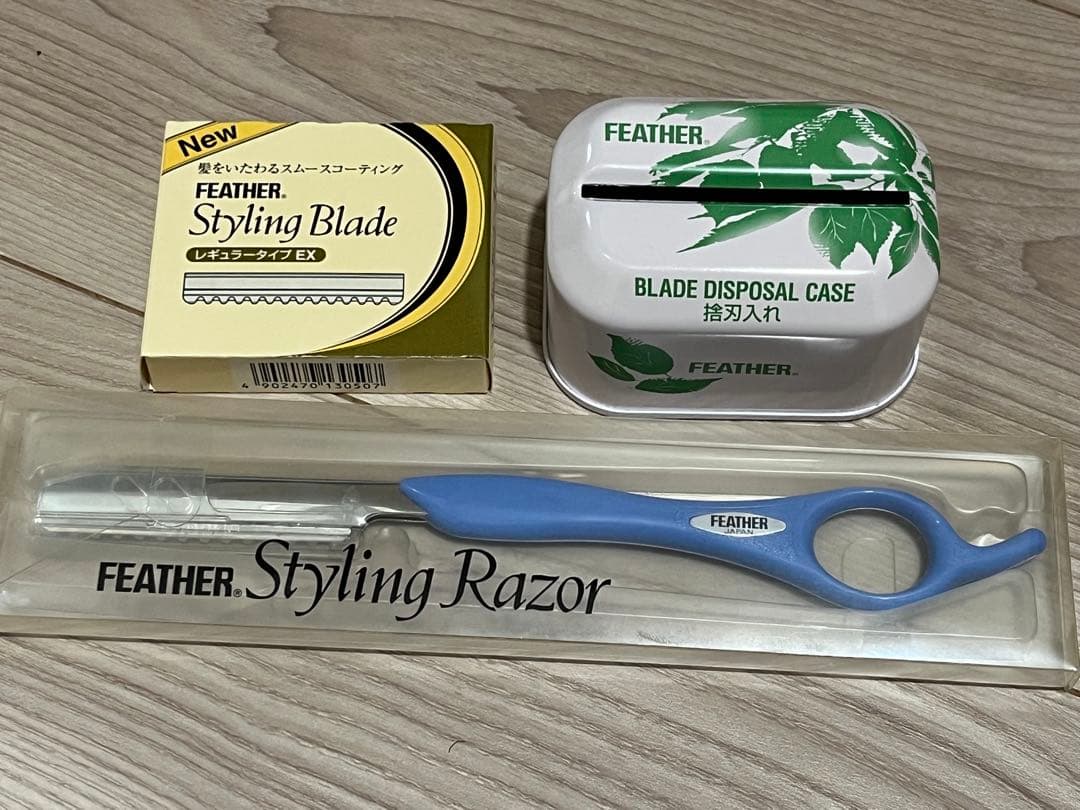 New
髪をいたわるスムースコーティング
FEATHER®
Styling Blade
レギュラータイプ EX
4 902470 130507
FEATHER®
BLADE DISPOSAL CASE
捨刃入れ
FEATHER®
FEATHER
JAPAN
FEATHER® Styling Razor